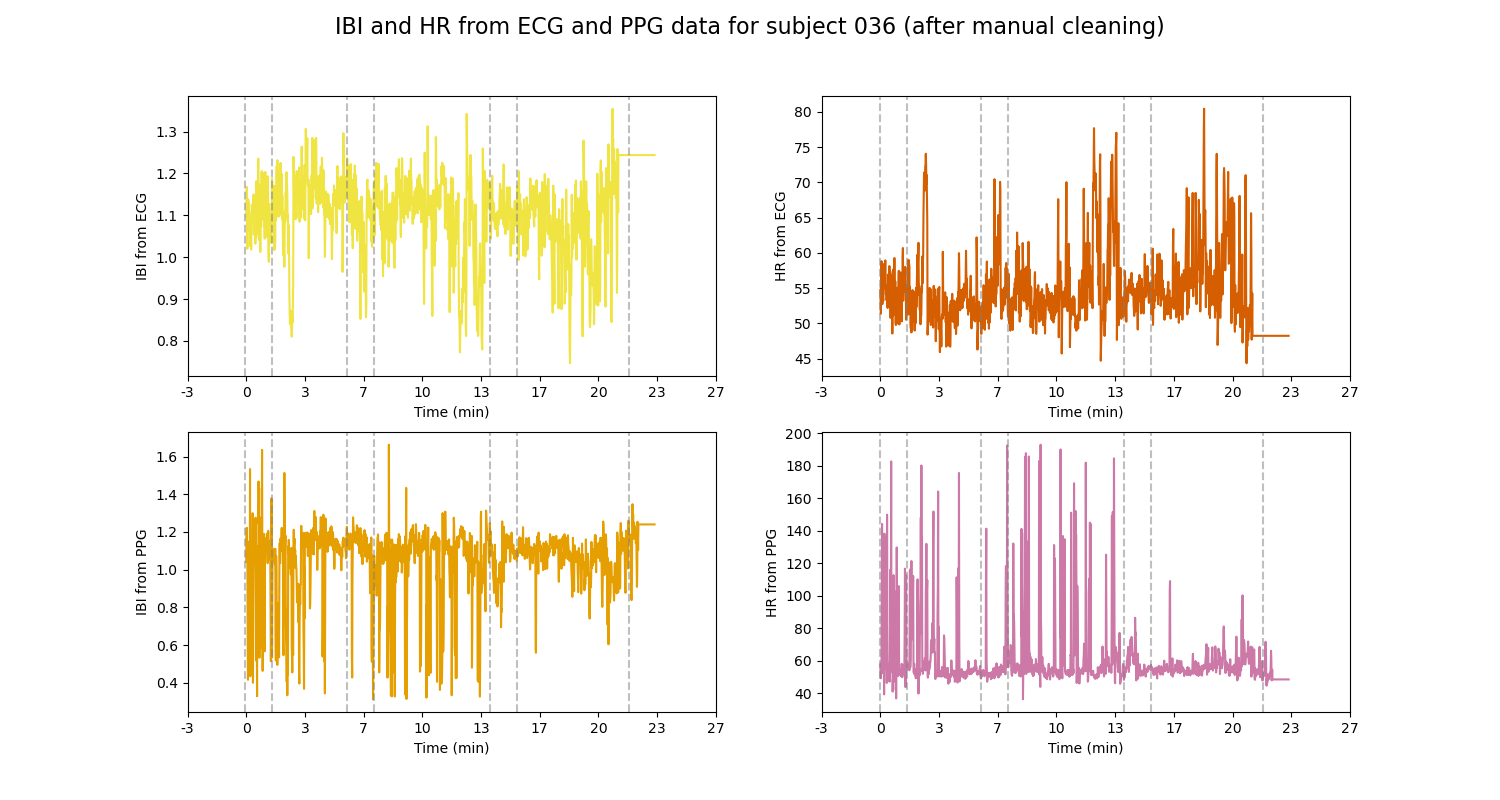 IBI and HR from ECG and PPG data for subject 036 (after manual cleaning)
IBI from ECG
1.3
1.2
1.1
1.0
0.9
0.8
-3 0 3 7 10 13 17 20 23 27
Time (min)
HR from ECG
80
75
70
65
60
55
50
45
-3 0 3 7 10 13 17 20 23 27
Time (min)
IBI from PPG
1.6
1.4
1.2
1.0
0.8
0.6
0.4
-3 0 3 7 10 13 17 20 23 27
Time (min)
HR from PPG
200
180
160
140
120
100
80
60
40
-3 0 3 7 10 13 17 20 23 27
Time (min)